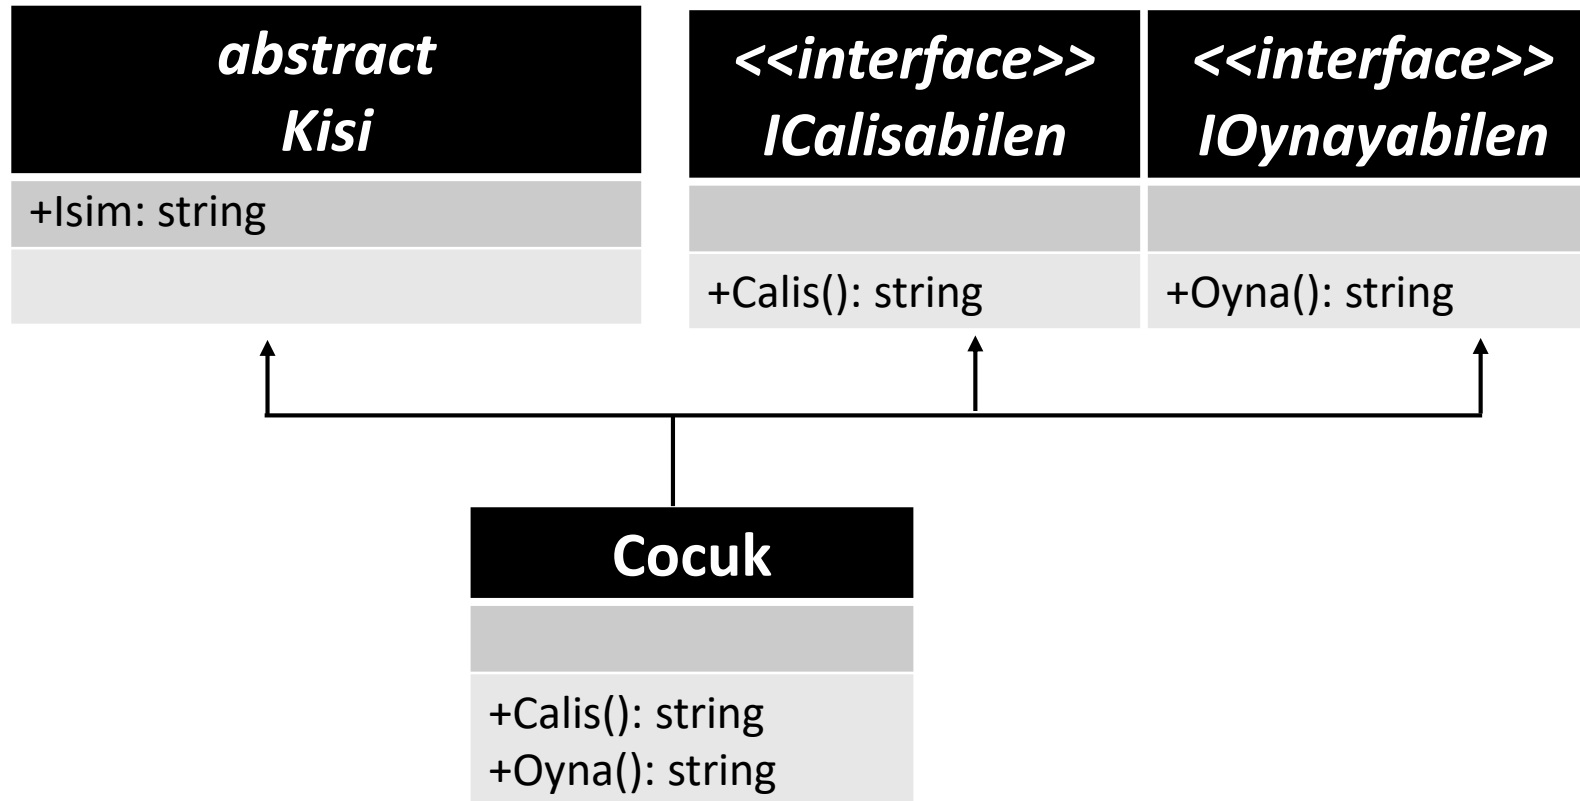 abstract
Kisi
+Isim: string
<<interface>>
ICalisabilen
+Calis(): string
<<interface>>
IOynayabilen
+Oyna(): string
Cocuk
+Calis(): string
+Oyna(): string